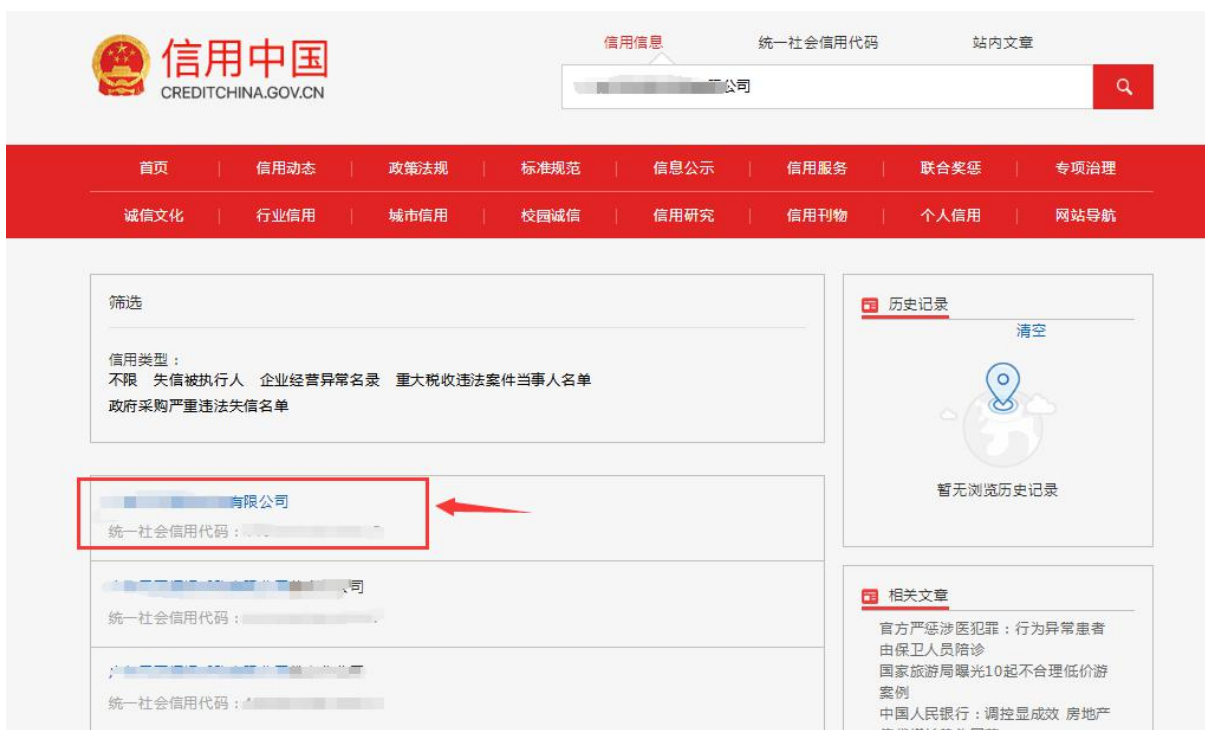 信用中国
CREDITCHINA.GOV.CN
信用信息 统一社会信用代码 站内文章
公司
首页 信用动态 政策法规 标准规范 信息公示 信用服务 联合奖惩 专项治理
诚信文化 行业信用 城市信用 校园诚信 信用研究 信用刊物 个人信用 网站导航
筛选
信用类型：
不限 失信被执行人 企业经营异常名录 重大税收违法案件当事人名单
政府采购严重违法失信名单
有限公司
统一社会信用代码：
司
统一社会信用代码：
统一社会信用代码：
历史记录
清空
暂无浏览历史记录
相关文章
官方严惩涉医犯罪：行为异常患者
由保卫人员陪诊
国家旅游局曝光10起不合理低价游
案例
中国人民银行：调控显成效 房地产